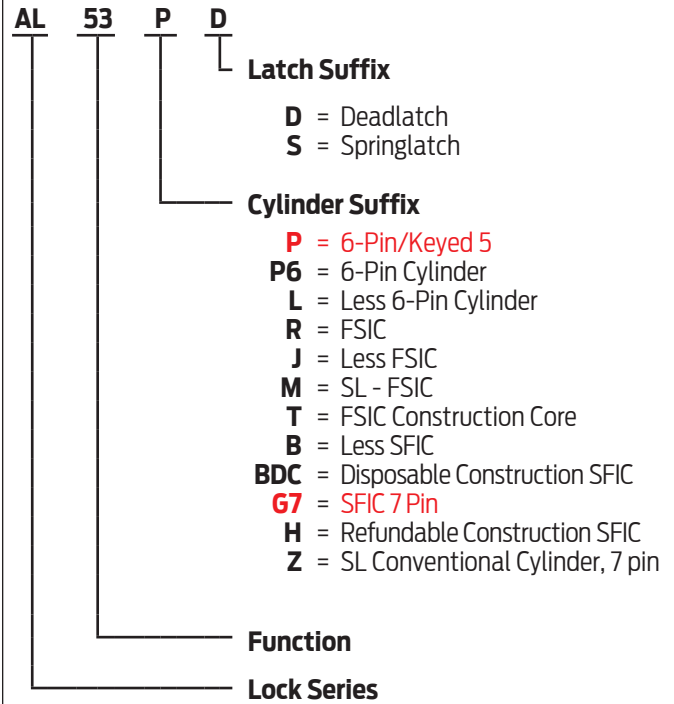 AL 53 P D
Latch Suffix
D = Deadlatch
S = Springlatch
Cylinder Suffix
P = 6-Pin/Keyed 5
P6 = 6-Pin Cylinder
L = Less 6-Pin Cylinder
R = FSIC
J = Less FSIC
M = SL - FSIC
T = FSIC Construction Core
B = Less SFIC
BDC = Disposable Construction SFIC
G7 = SFIC 7 Pin
H = Refundable Construction SFIC
Z = SL Conventional Cylinder, 7 pin
Function
Lock Series